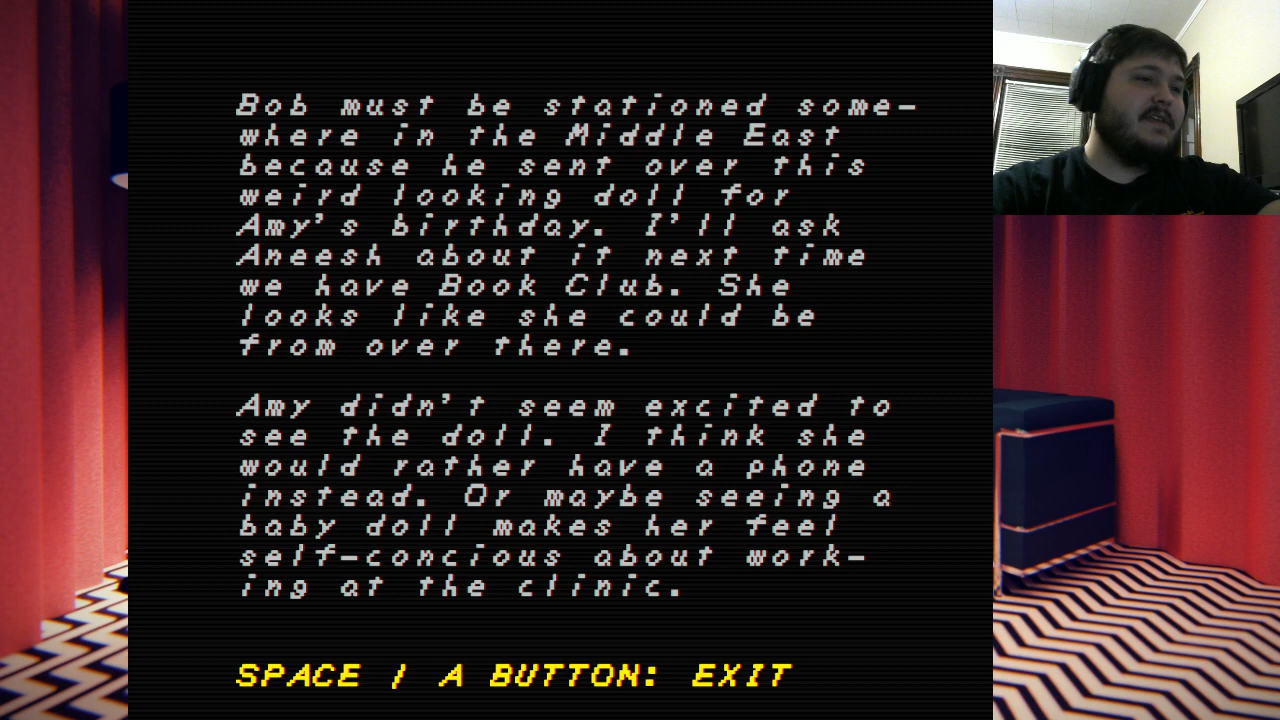 Bob must be stationed some-
where in the Middle East
because he sent over this
weird looking doll for
Amy's birthday. I'll ask
Aneesh about it next time
we have Book Club. She
looks like she could be
from over there.
Amy didn't seem excited to
see the doll. I think she
would rather have a phone
instead. Or maybe seeing a
baby doll makes her feel
self-concious about work-
ing at the clinic.
SPACE / A BUTTON: EXIT